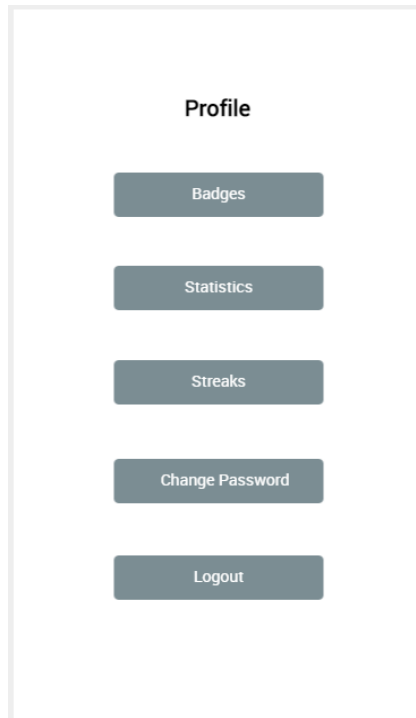 Profile
Badges
Statistics
Streaks
Change Password
Logout